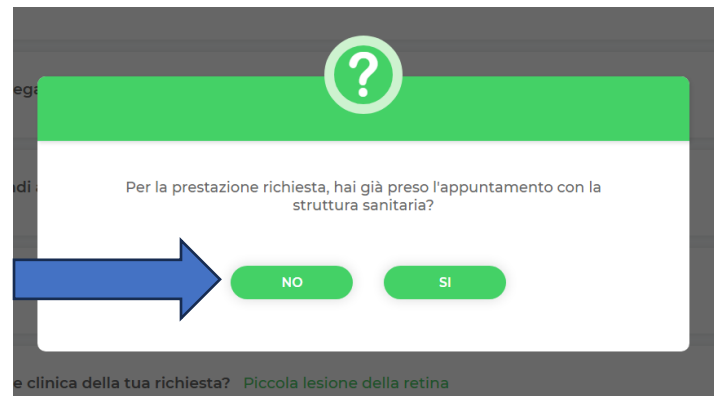 ?
Per la prestazione richiesta, hai già preso l'appuntamento con la
struttura sanitaria?
NO
SI
e clinica della tua richiesta? Piccola lesione della retina